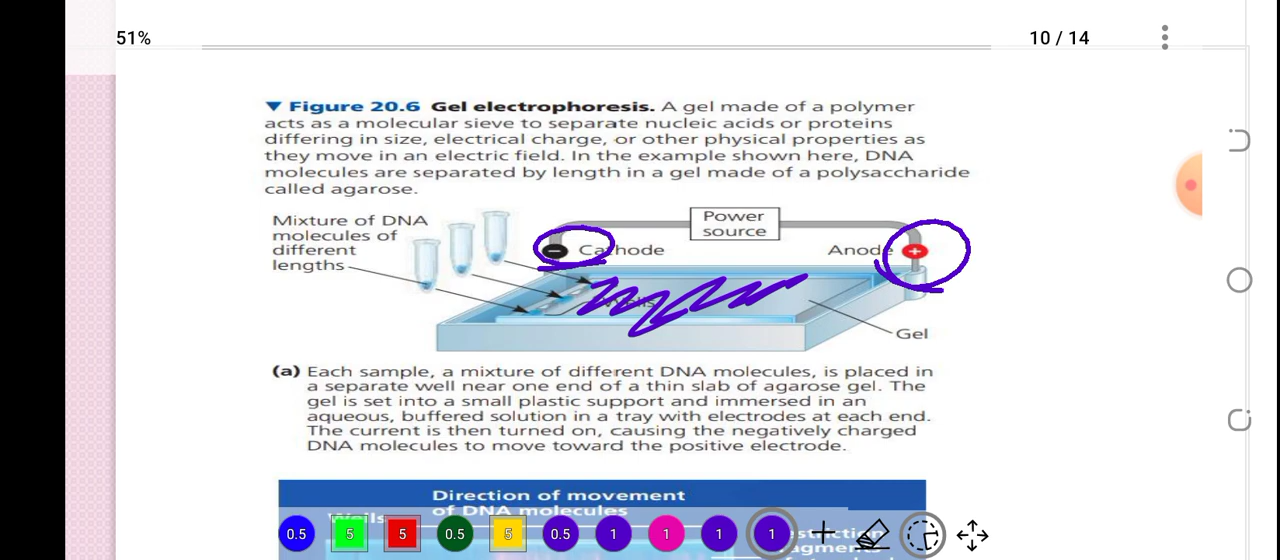 51%
10 / 14
▼ Figure 20.6 Gel electrophoresis. A gel made of a polymer
acts as a molecular sieve to separate nucleic acids or proteins
differing in size, electrical charge, or other physical properties as
they move in an electric field. In the example shown here, DNA
molecules are separated by length in a gel made of a polysaccharide
called agarose.
Mixture of DNA
molecules of
different
lengths
Power
source
− Cathode
Anode +
Wells
Gel
(a) Each sample, a mixture of different DNA molecules, is placed in
a separate well near one end of a thin slab of agarose gel. The
gel is set into a small plastic support and immersed in an
aqueous, buffered solution in a tray with electrodes at each end.
The current is then turned on, causing the negatively charged
DNA molecules to move toward the positive electrode.
Direction of movement
of DNA molecules
Wells
0.5 5 5 0.5 5 0.5 1 1 1 1